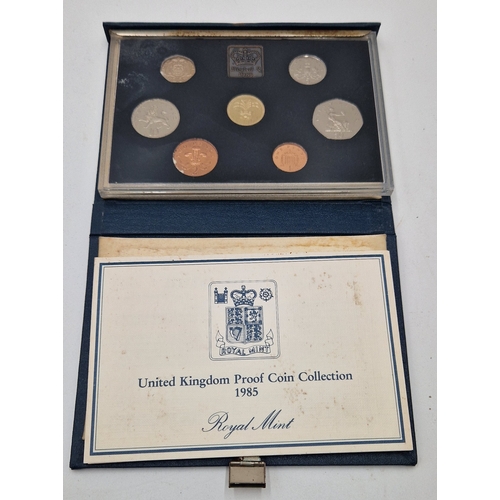 ROYAL MINT
United Kingdom Proof Coin Collection
1985
Royal Mint